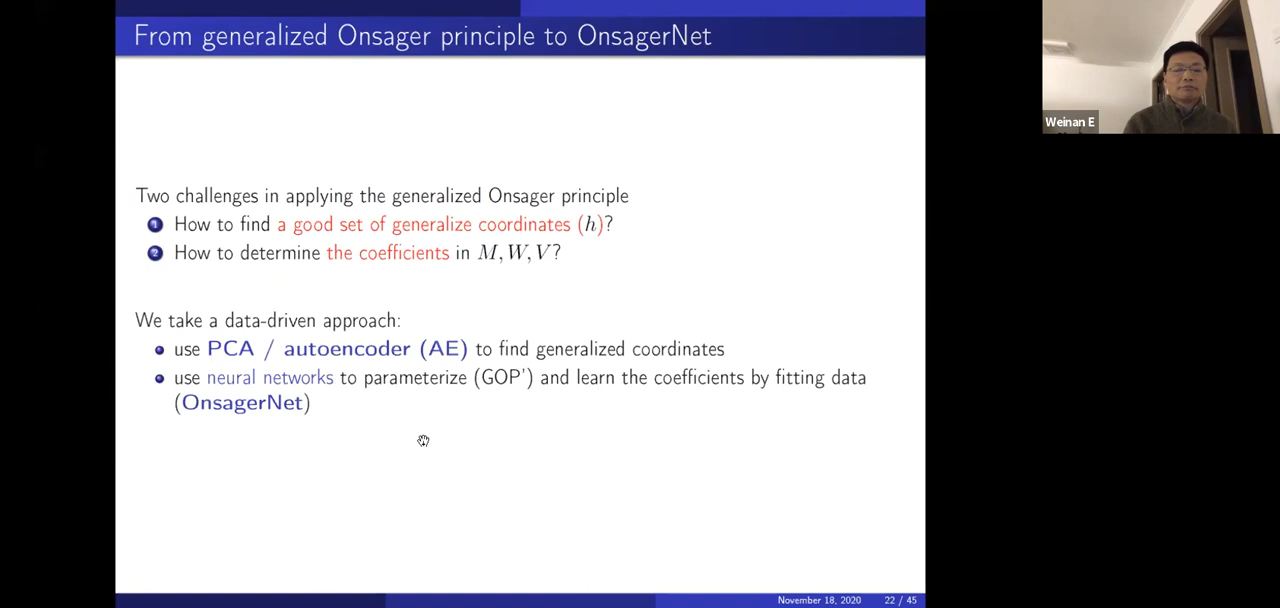 From generalized Onsager principle to OnsagerNet
Weinan E
Two challenges in applying the generalized Onsager principle
1 How to find a good set of generalize coordinates (h)?
2 How to determine the coefficients in M, W, V?
We take a data-driven approach:
use PCA / autoencoder (AE) to find generalized coordinates
use neural networks to parameterize (GOP') and learn the coefficients by fitting data
(OnsagerNet)
November 18, 2020 22 / 45